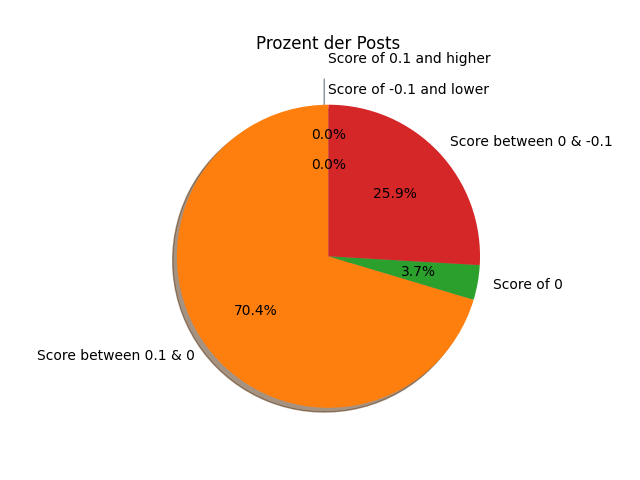 Prozent der Posts
Score of 0.1 and higher
Score of -0.1 and lower
0.0%
Score between 0 & -0.1
0.0%
25.9%
3.7%
Score of 0
70.4%
Score between 0.1 & 0